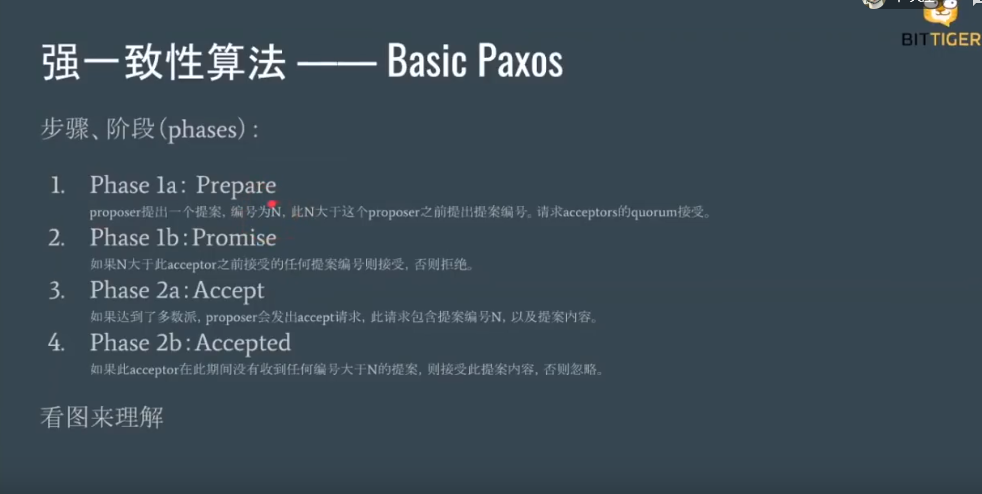 BITTIGER
强一致性算法 —— Basic Paxos
步骤、阶段(phases)：
1. Phase 1a: Prepare
proposer提出一个提案, 编号为N, 此N大于这个proposer之前提出提案编号。请求acceptors的quorum接受。
2. Phase 1b:Promise
如果N大于此acceptor之前接受的任何提案编号则接受, 否则拒绝。
3. Phase 2a:Accept
如果达到了多数派, proposer会发出accept请求, 此请求包含提案编号N, 以及提案内容。
4. Phase 2b:Accepted
如果此acceptor在此期间没有收到任何编号大于N的提案, 则接受此提案内容, 否则忽略。
看图来理解